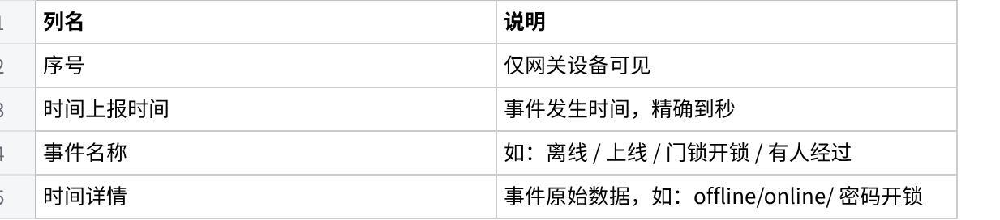 列名 说明
序号 仅网关设备可见
时间上报时间 事件发生时间，精确到秒
事件名称 如：离线 / 上线 / 门锁开锁 / 有人经过
时间详情 事件原始数据，如：offline/online/ 密码开锁